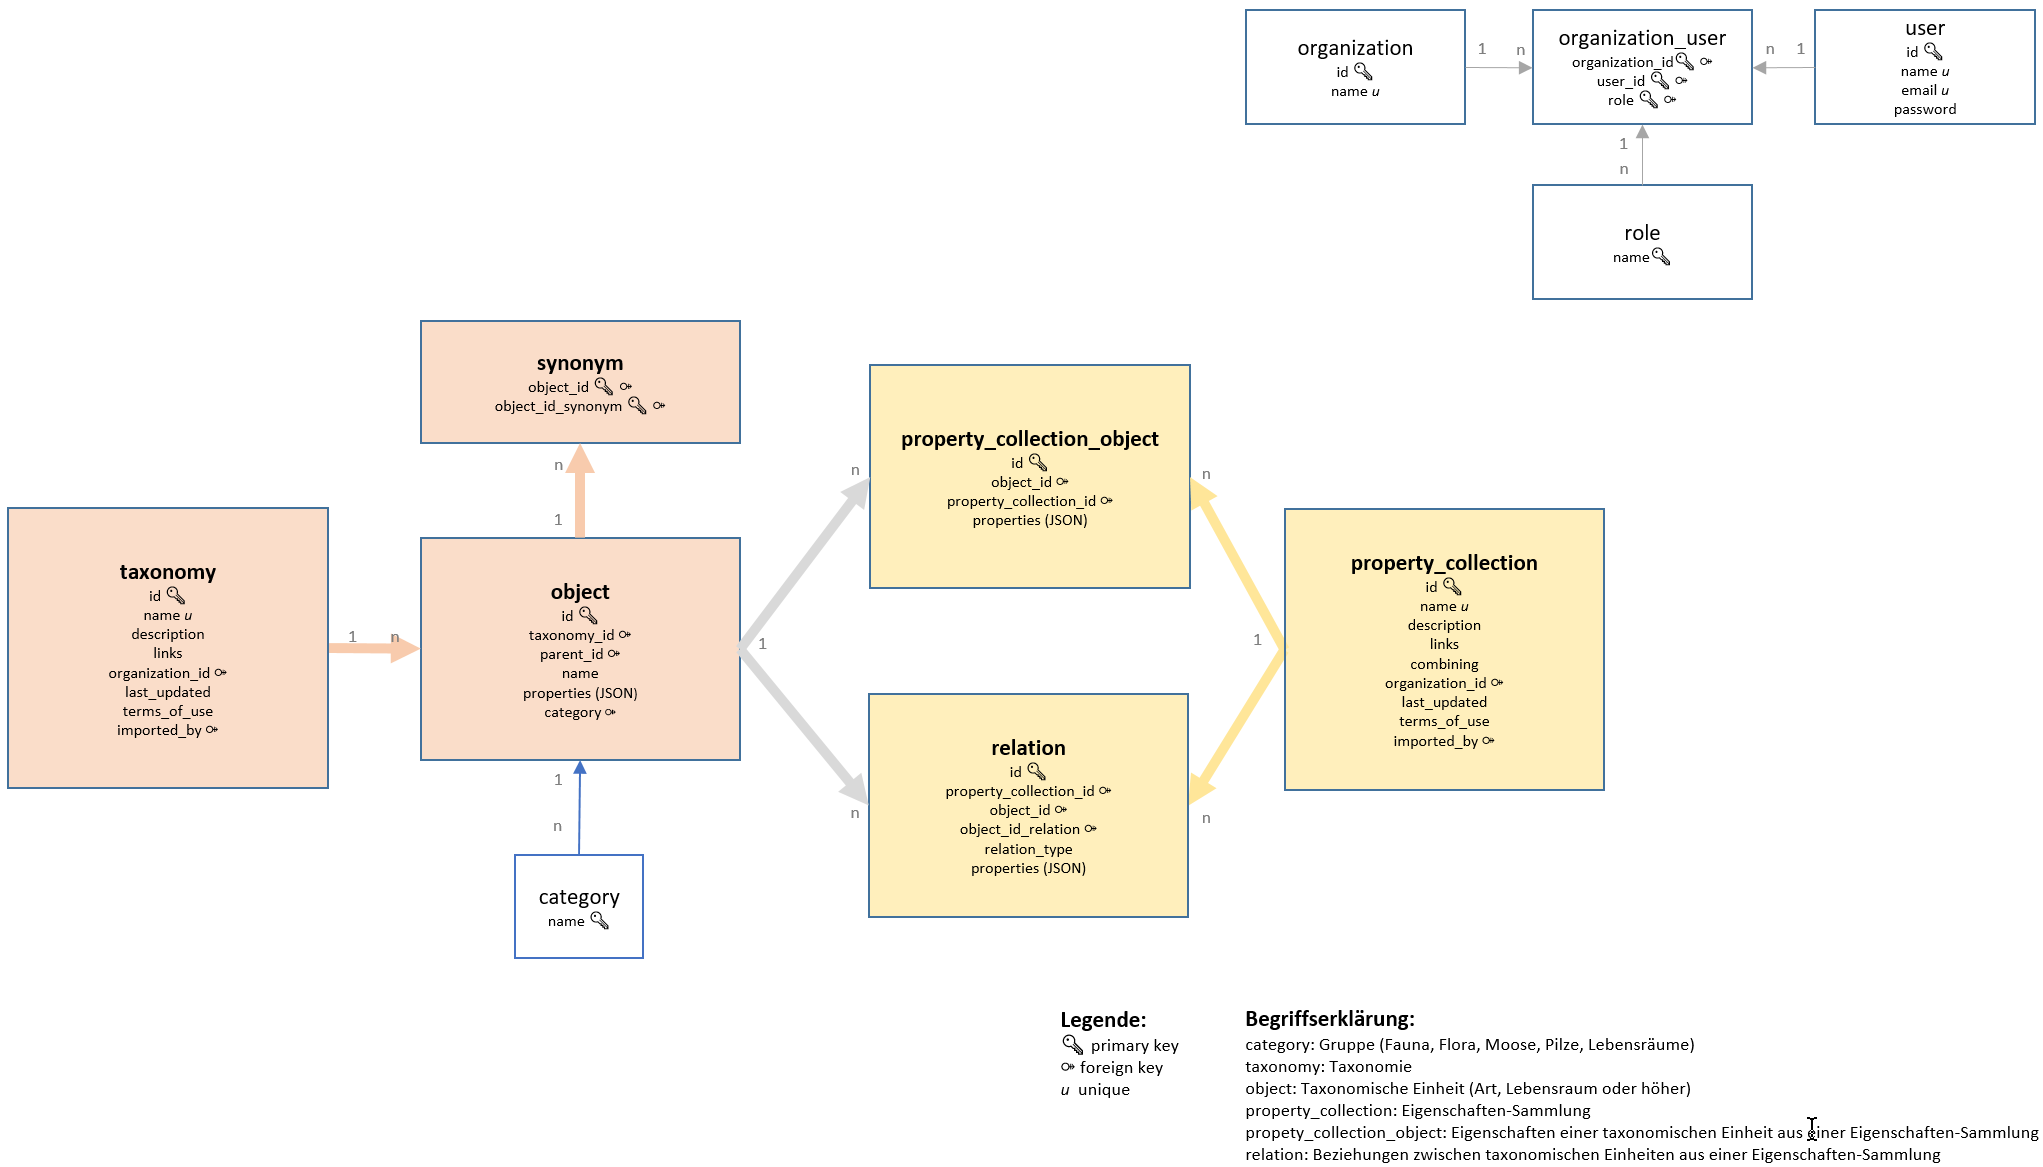 organization
id
name u
1 n
organization_user
organization_id
user_id
role
n 1
user
id
name u
email u
password
1
n
role
name
synonym
object_id
object_id_synonym
n
1
taxonomy
id
name u
description
links
organization_id
last_updated
terms_of_use
imported_by
1 n
object
id
taxonomy_id
parent_id
name
properties (JSON)
category
1
n
category
name
n
1
n
property_collection_object
id
object_id
property_collection_id
properties (JSON)
relation
id
property_collection_id
object_id
object_id_relation
relation_type
properties (JSON)
n
1
n
property_collection
id
name u
description
links
combining
organization_id
last_updated
terms_of_use
imported_by
Legende:
primary key
foreign key
u unique
Begriffserklärung:
category: Gruppe (Fauna, Flora, Moose, Pilze, Lebensräume)
taxonomy: Taxonomie
object: Taxonomische Einheit (Art, Lebensraum oder höher)
property_collection: Eigenschaften-Sammlung
propety_collection_object: Eigenschaften einer taxonomischen Einheit aus einer Eigenschaften-Sammlung
relation: Beziehungen zwischen taxonomischen Einheiten aus einer Eigenschaften-Sammlung